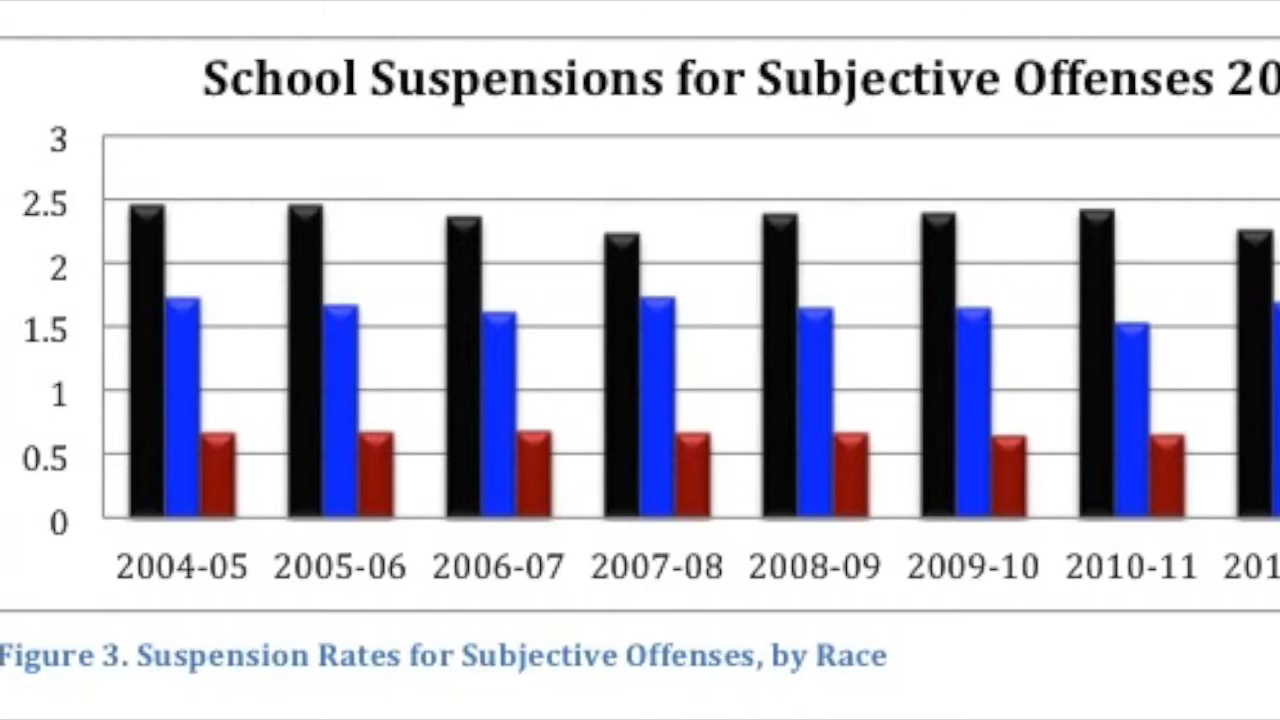 School Suspensions for Subjective Offenses 20
3
2.5
2
1.5
1
0.5
0
2004-05 2005-06 2006-07 2007-08 2008-09 2009-10 2010-11 201
Figure 3. Suspension Rates for Subjective Offenses, by Race